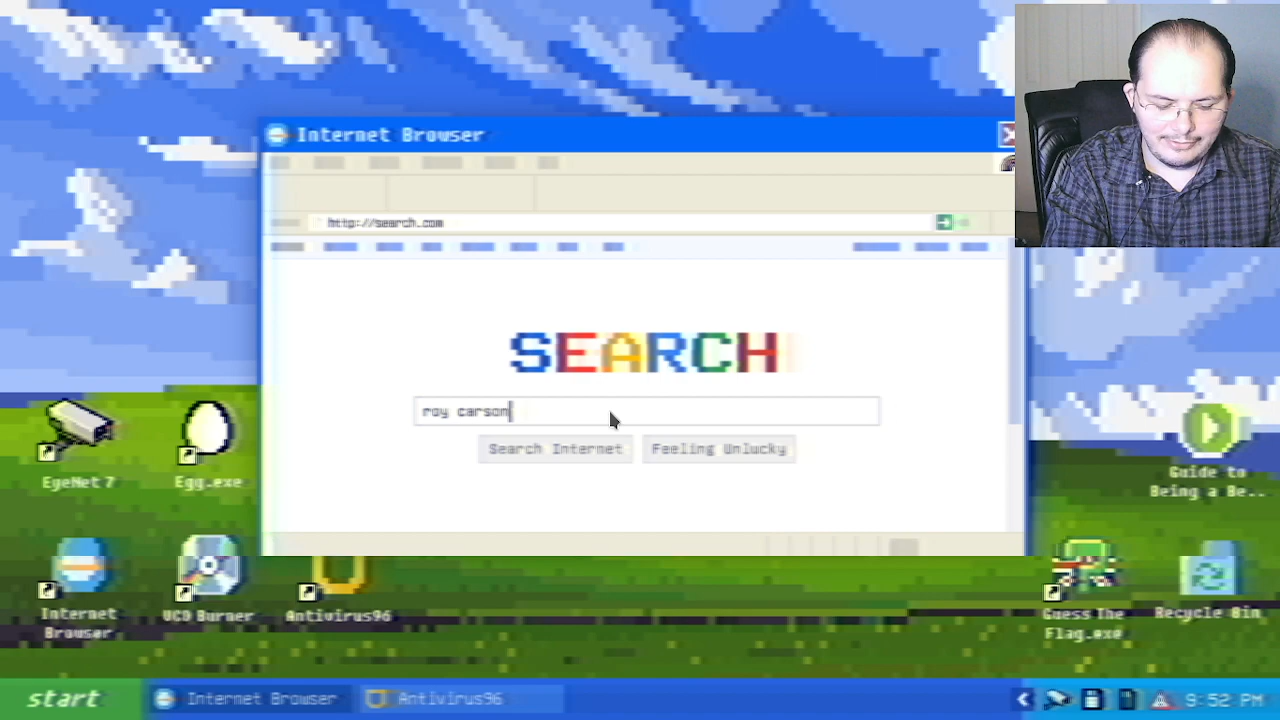 Internet Browser
http://search.com
SEARCH
roy carson
Search Internet
Feeling Unlucky
EyeNet 7
Egg.exe
Guide to
Being a Be..
Internet
Browser
VCD Burner
Antivirus96
Guess The
Flag.exe
Recycle Bin
start
Internet Browser
Antivirus96
9:52 PM